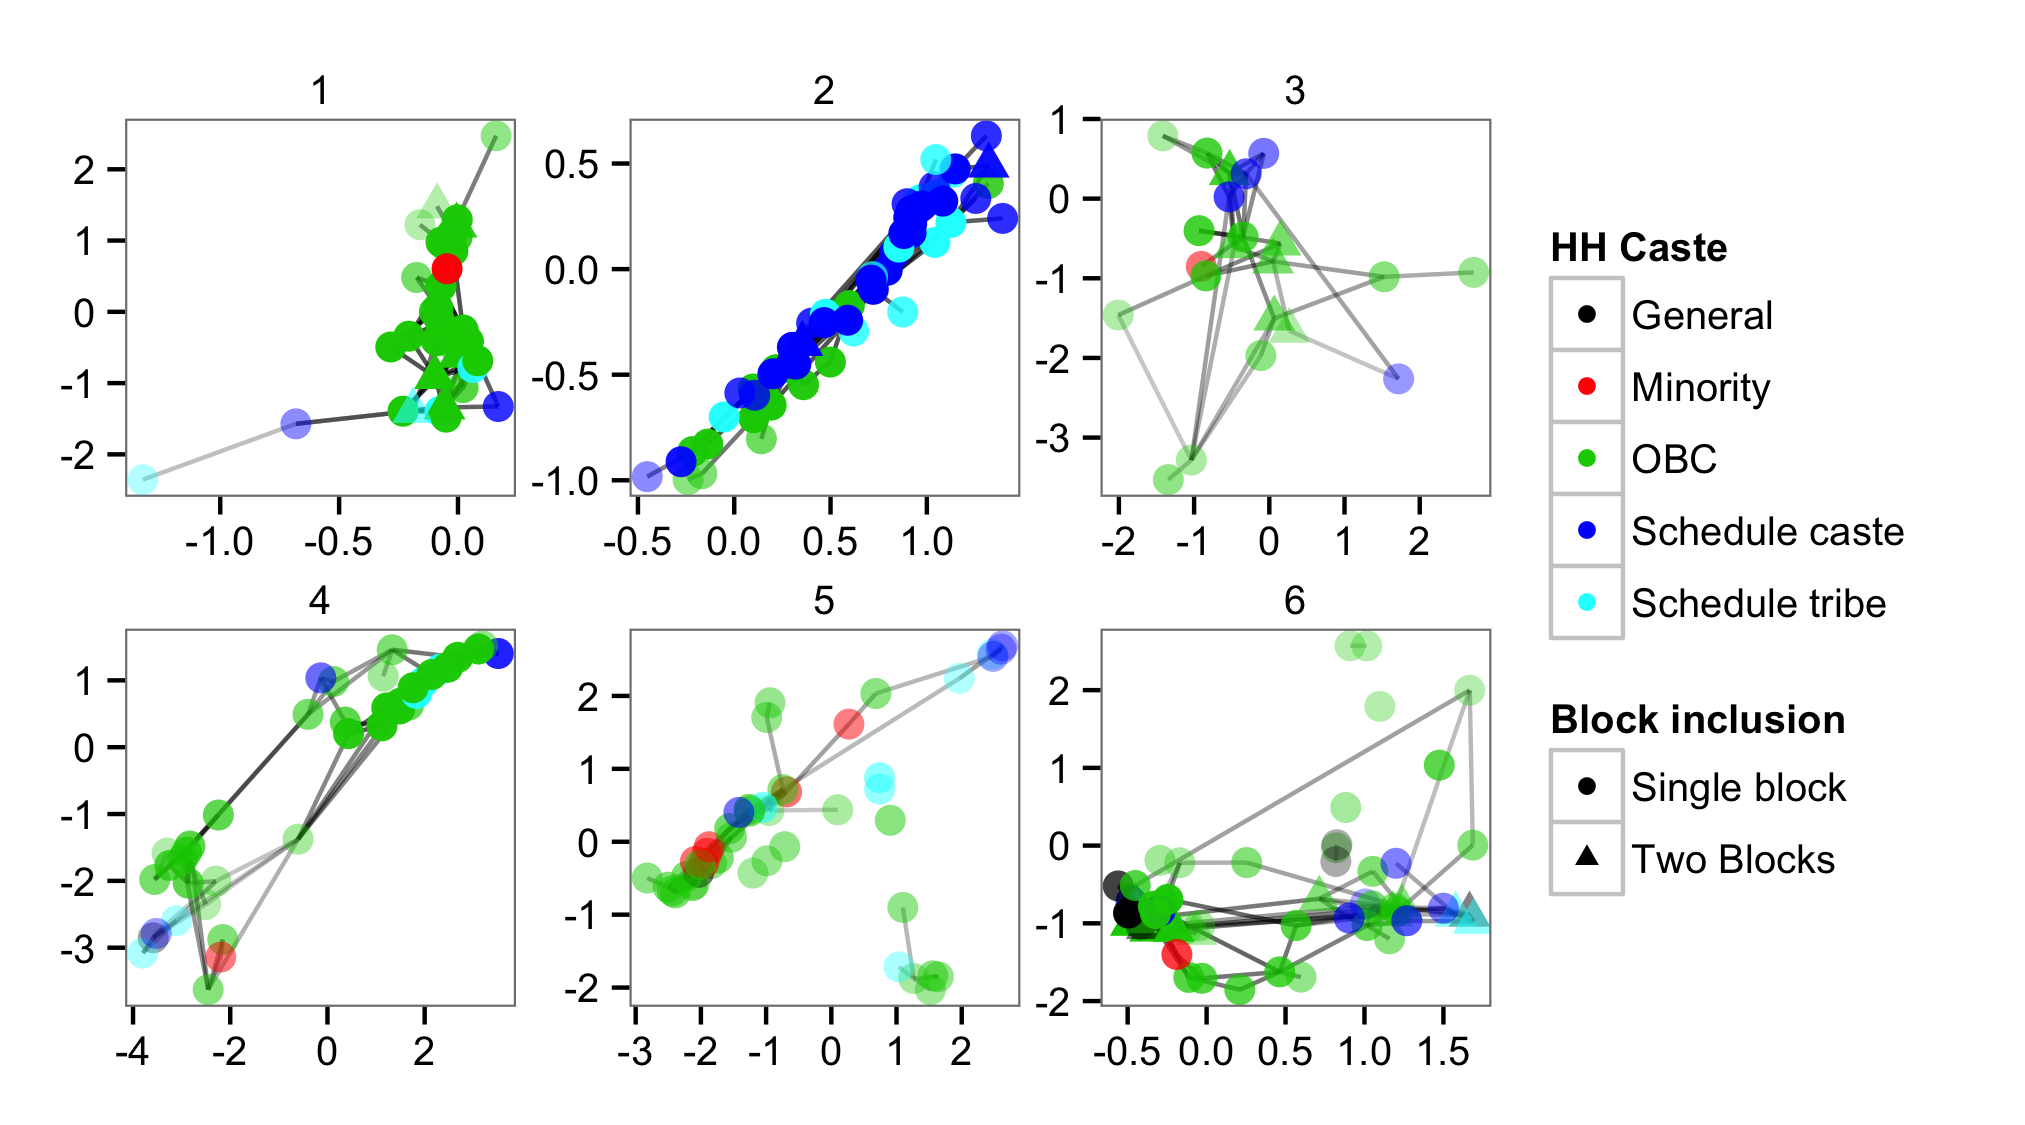 1 2 3
2
1
0
-1
-2
-1.0 -0.5 0.0
0.5
0.0
-0.5
-1.0
-0.5 0.0 0.5 1.0
1
0
-1
-2
-3
-2 -1 0 1 2
4 5 6
1
0
-1
-2
-3
-4 -2 0 2
2
1
0
-1
-2
-3 -2 -1 0 1 2
2
1
0
-1
-2
-0.5 0.0 0.5 1.0 1.5
HH Caste
General
Minority
OBC
Schedule caste
Schedule tribe
Block inclusion
Single block
Two Blocks